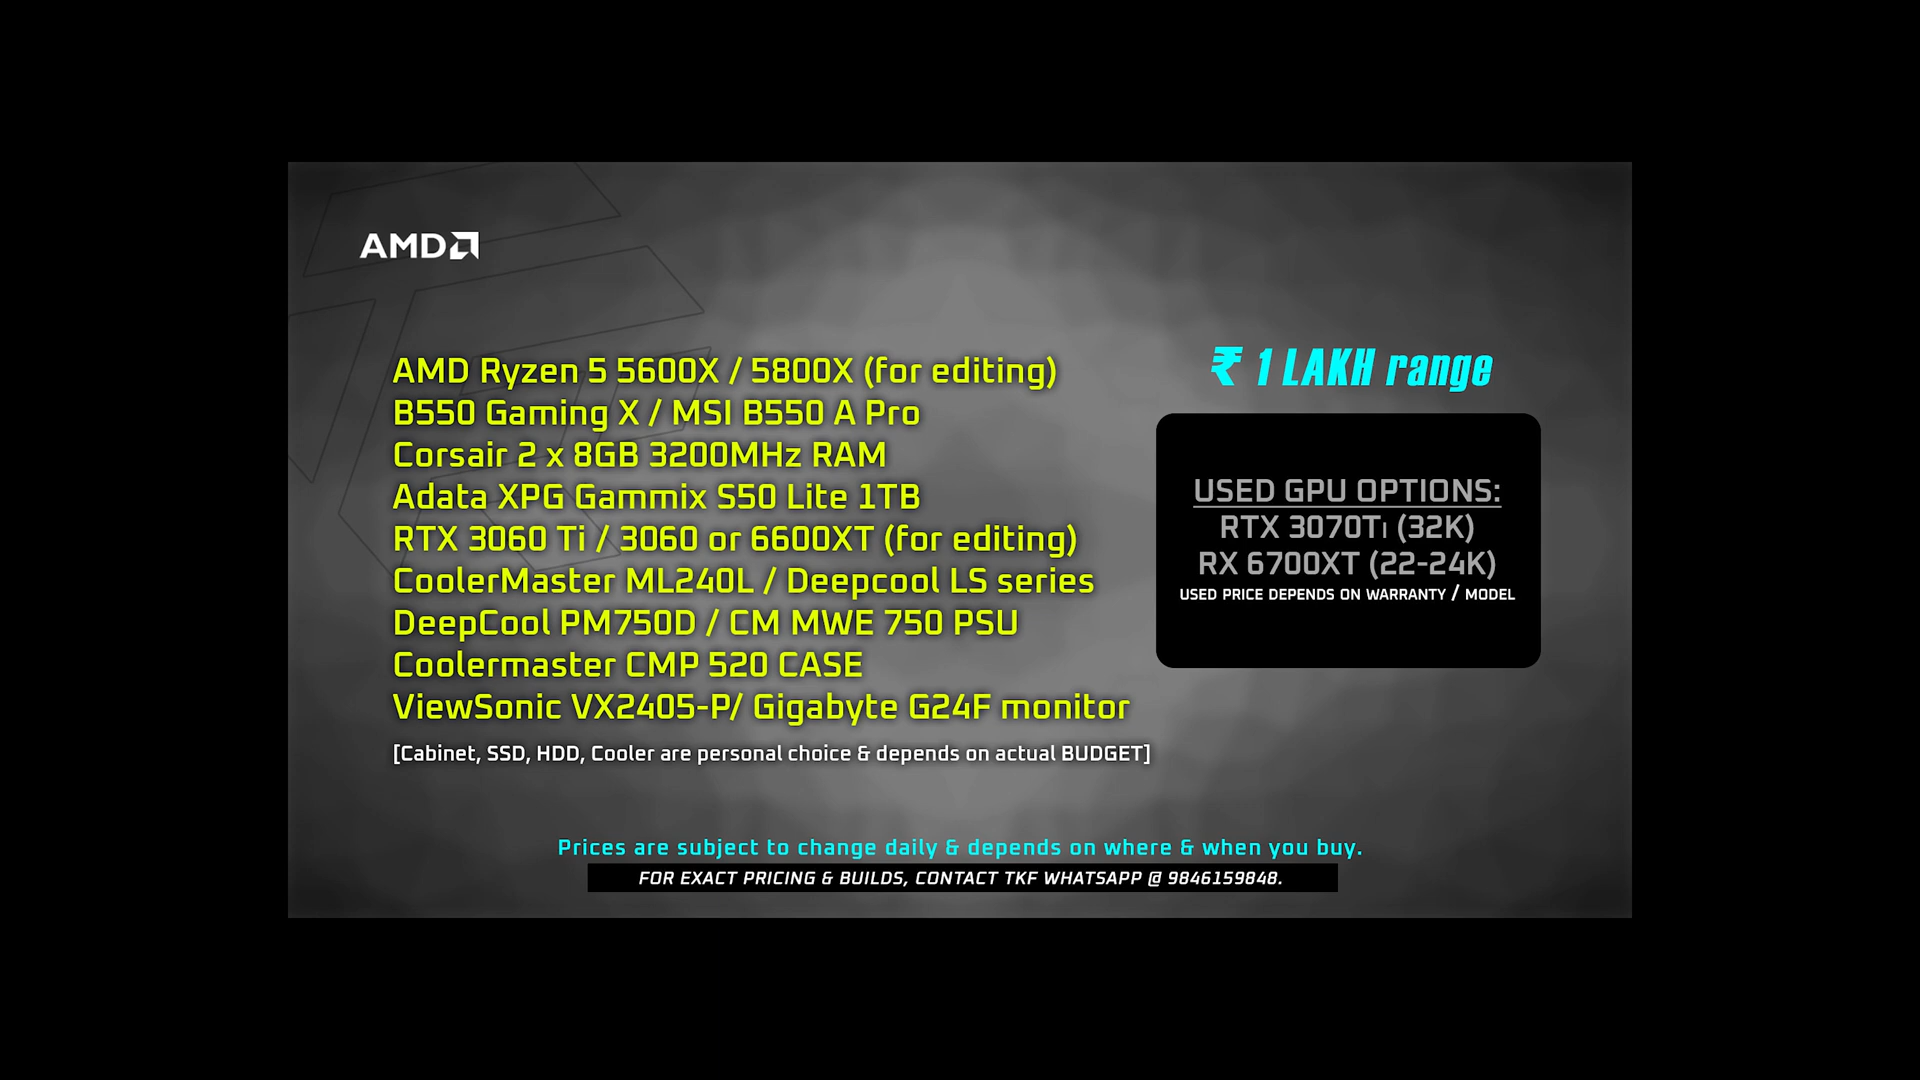 AMD
AMD Ryzen 5 5600X / 5800X (for editing)
B550 Gaming X / MSI B550 A Pro
Corsair 2 x 8GB 3200MHz RAM
Adata XPG Gammix S50 Lite 1TB
RTX 3060 Ti / 3060 or 6600XT (for editing)
CoolerMaster ML240L / Deepcool LS series
DeepCool PM750D / CM MWE 750 PSU
Coolermaster CMP 520 CASE
ViewSonic VX2405-P/ Gigabyte G24F monitor
[Cabinet, SSD, HDD, Cooler are personal choice & depends on actual BUDGET]
₹ 1 LAKH range
USED GPU OPTIONS:
RTX 3070Ti (32K)
RX 6700XT (22-24K)
USED PRICE DEPENDS ON WARRANTY / MODEL
Prices are subject to change daily & depends on where & when you buy.
FOR EXACT PRICING & BUILDS, CONTACT TKF WHATSAPP @ 9846159848.